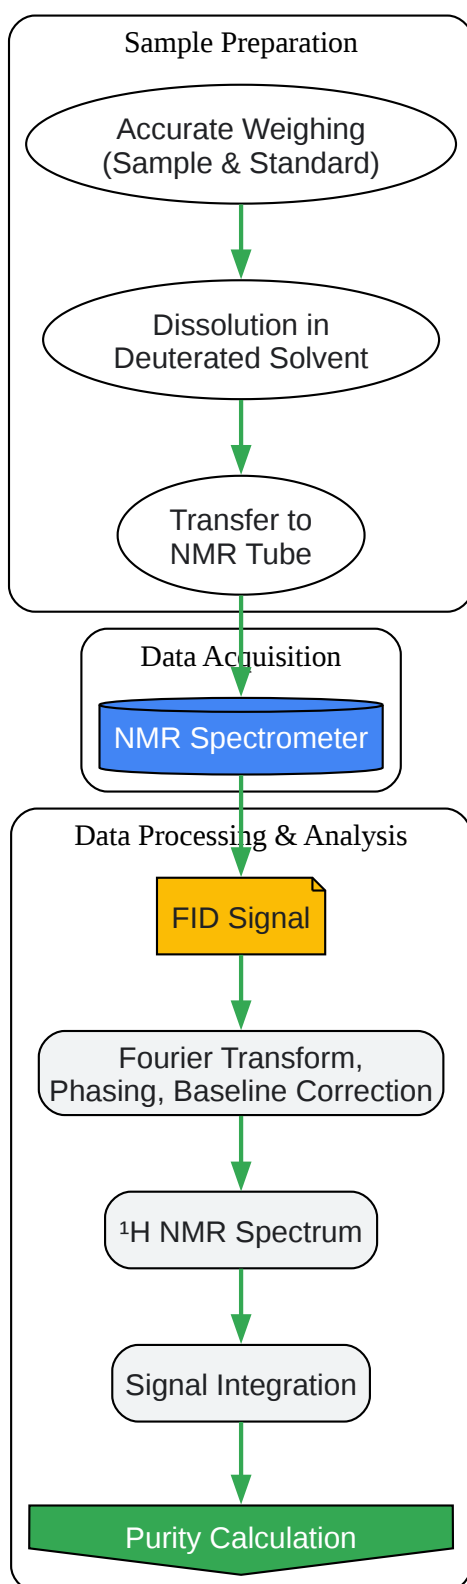 Sample Preparation
Accurate Weighing
(Sample & Standard)
Dissolution in
Deuterated Solvent
Transfer to
NMR Tube
Data Acquisition
NMR Spectrometer
Data Processing & Analysis
FID Signal
Fourier Transform,
Phasing, Baseline Correction
¹H NMR Spectrum
Signal Integration
Purity Calculation